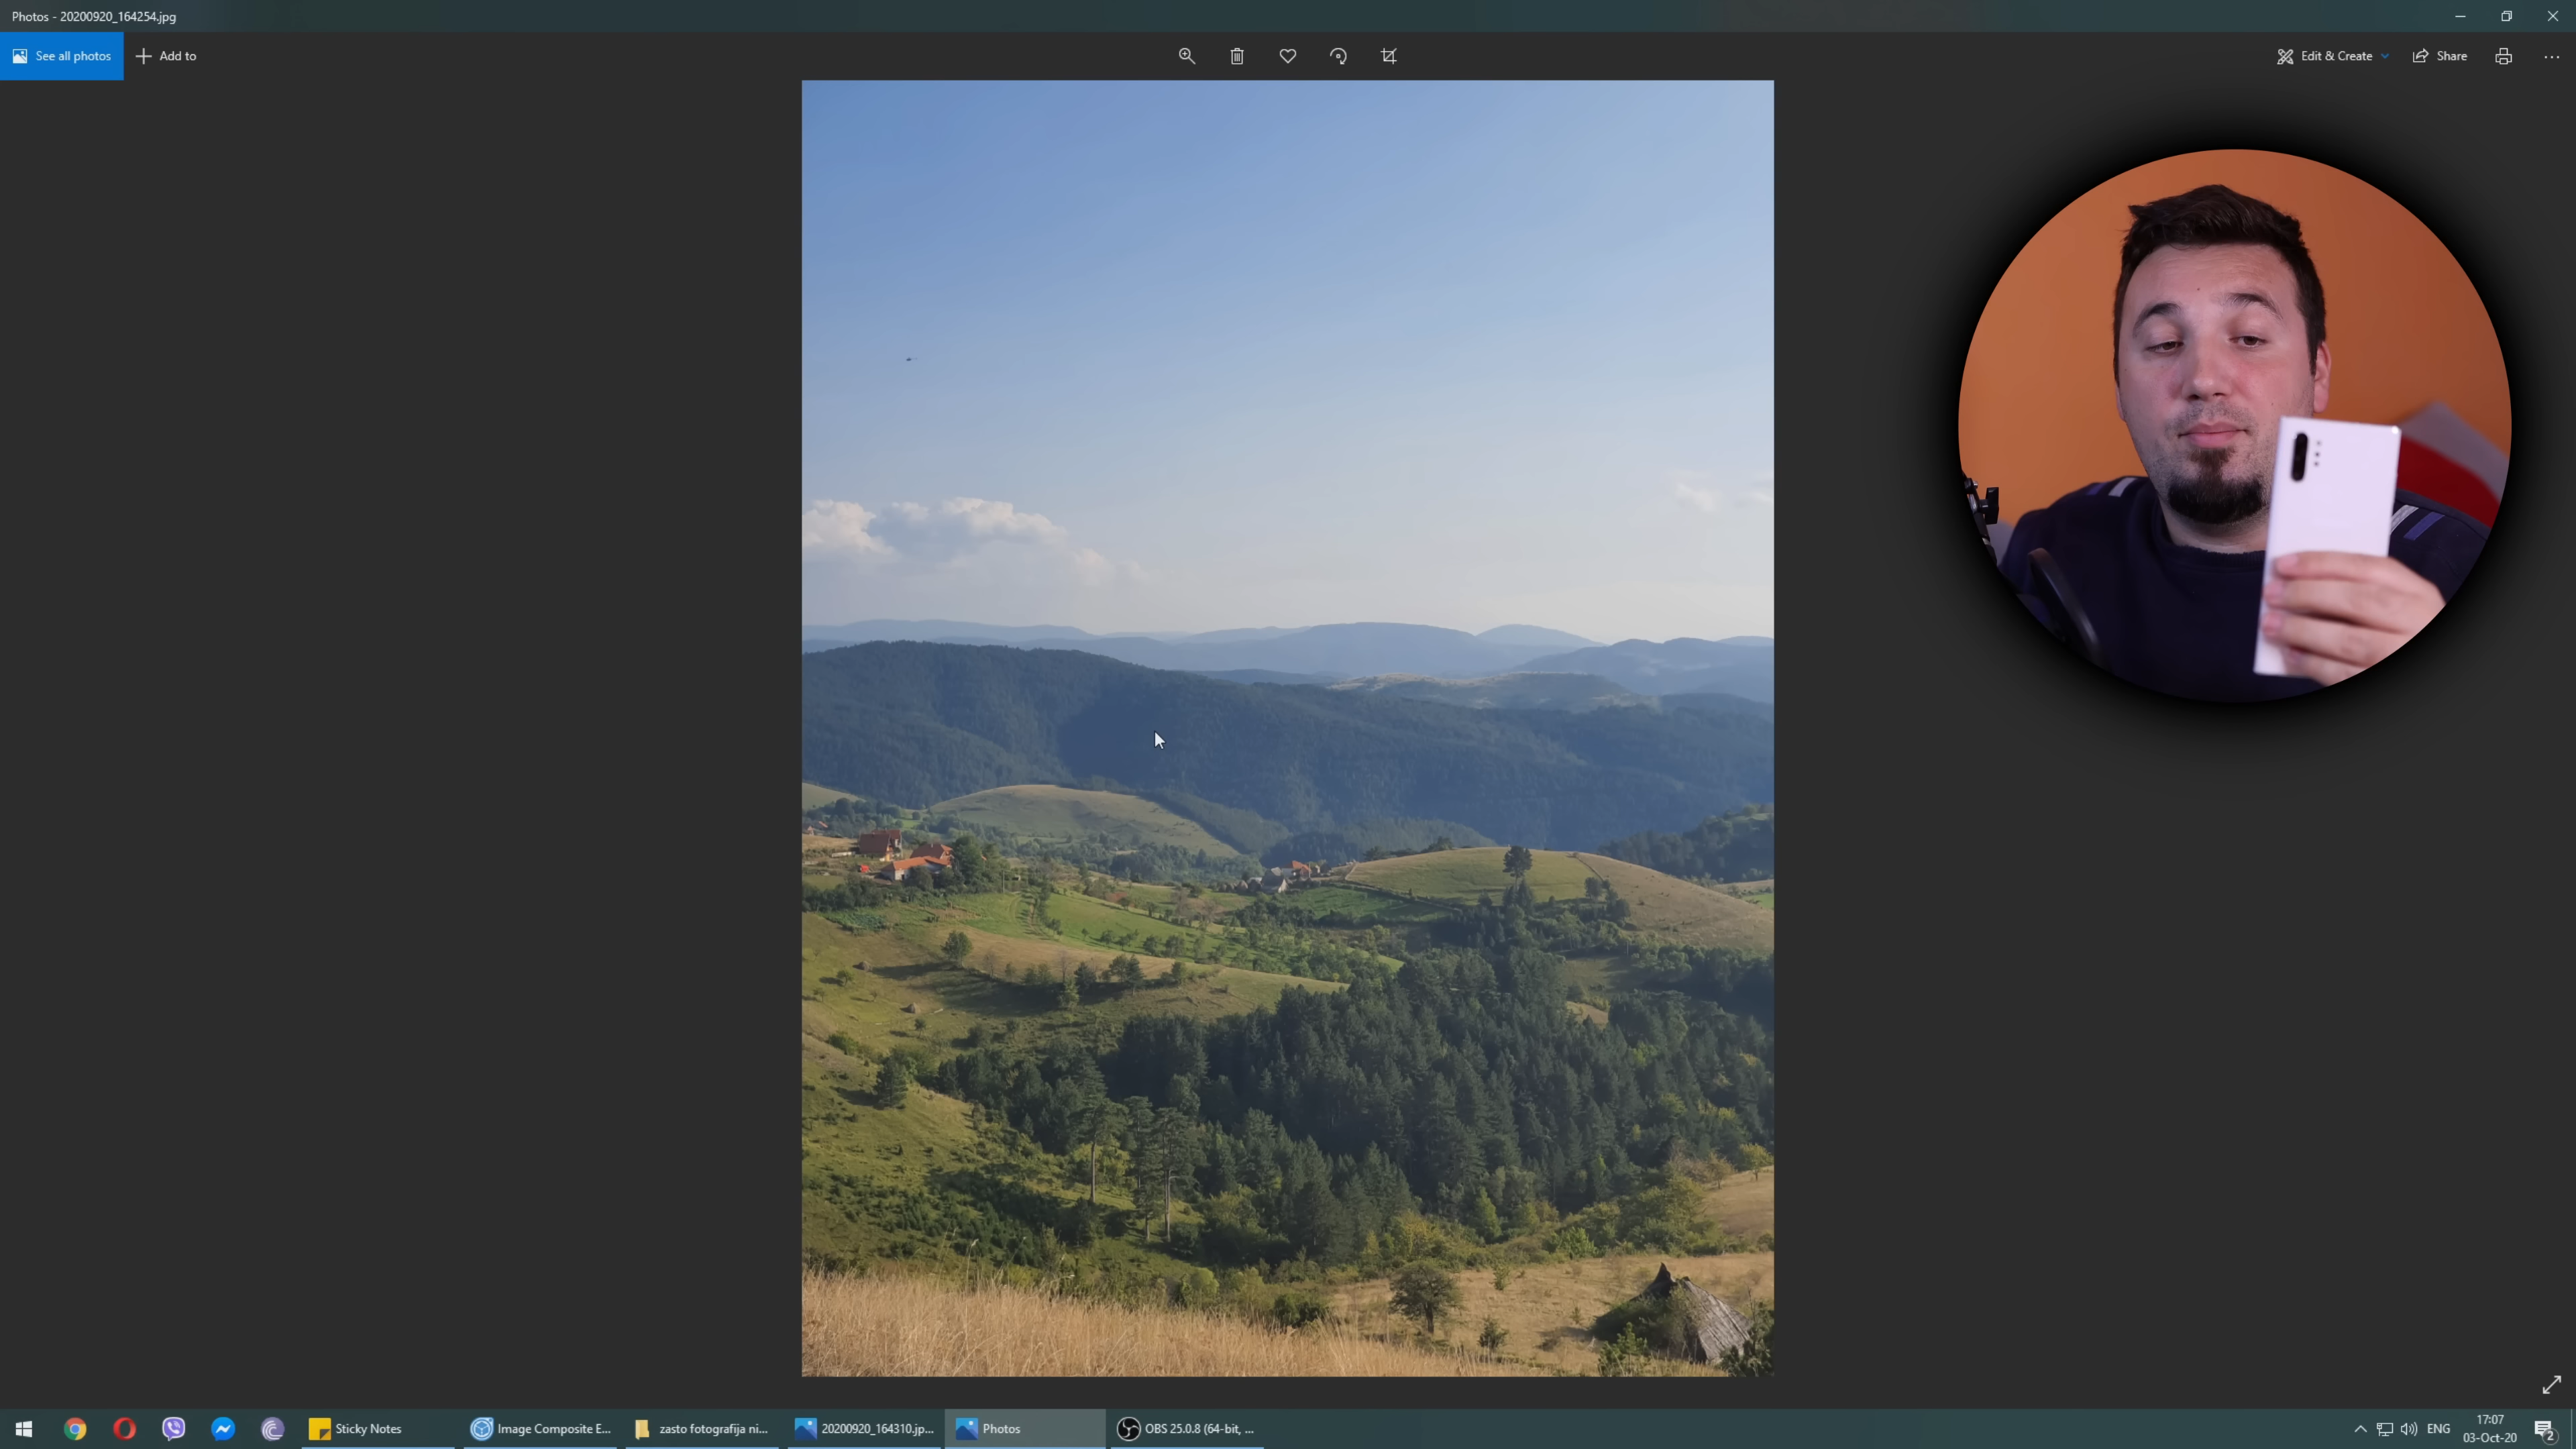 Photos - 20200920_164254.jpg
See all photos
Add to
Edit & Create
Share
Sticky Notes
Image Composite E...
zasto fotografija ni...
20200920_164310.jp...
Photos
OBS 25.0.8 (64-bit, ...
ENG
17:07
03-Oct-20
2